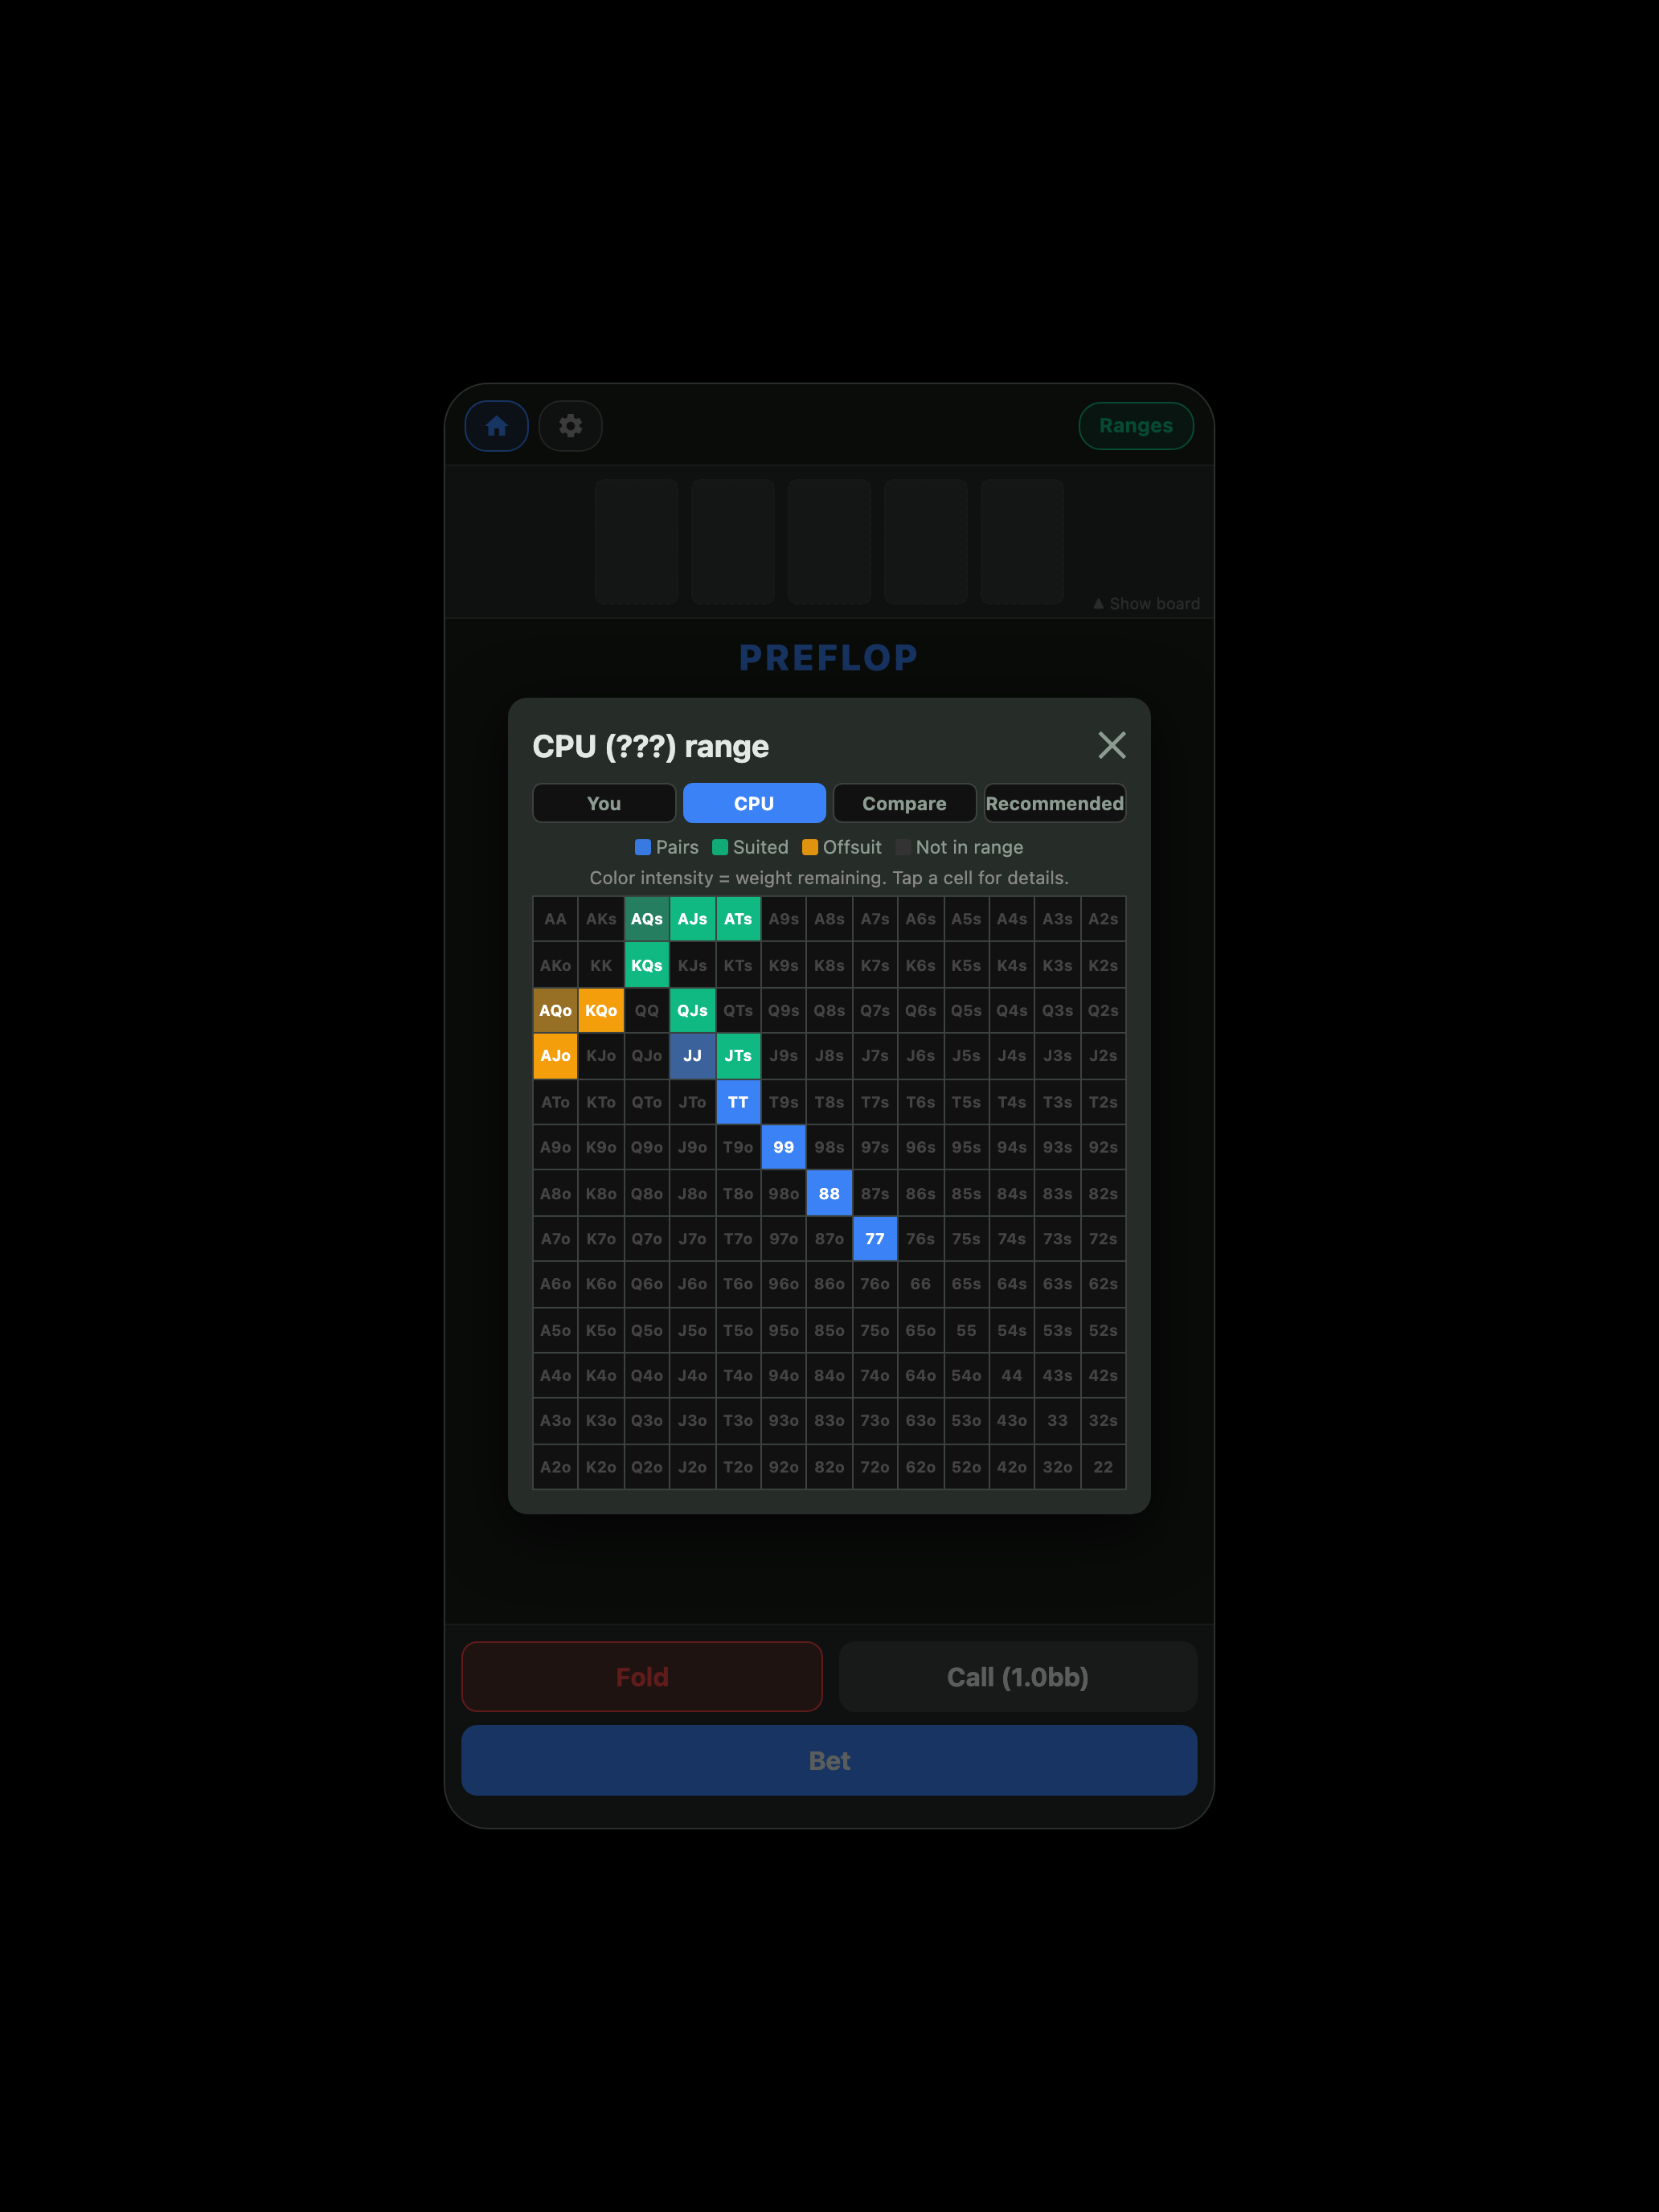 Ranges
▲ Show board
PREFLOP
CPU (???) range
You CPU Compare Recommended
Pairs Suited Offsuit Not in range
Color intensity = weight remaining. Tap a cell for details.
AA AKs AQs AJs ATs A9s A8s A7s A6s A5s A4s A3s A2s
AKo KK KQs KJs KTs K9s K8s K7s K6s K5s K4s K3s K2s
AQo KQo QQ QJs QTs Q9s Q8s Q7s Q6s Q5s Q4s Q3s Q2s
AJo KJo QJo JJ JTs J9s J8s J7s J6s J5s J4s J3s J2s
ATo KTo QTo JTo TT T9s T8s T7s T6s T5s T4s T3s T2s
A9o K9o Q9o J9o T9o 99 98s 97s 96s 95s 94s 93s 92s
A8o K8o Q8o J8o T8o 98o 88 87s 86s 85s 84s 83s 82s
A7o K7o Q7o J7o T7o 97o 87o 77 76s 75s 74s 73s 72s
A6o K6o Q6o J6o T6o 96o 86o 76o 66 65s 64s 63s 62s
A5o K5o Q5o J5o T5o 95o 85o 75o 65o 55 54s 53s 52s
A4o K4o Q4o J4o T4o 94o 84o 74o 64o 54o 44 43s 42s
A3o K3o Q3o J3o T3o 93o 83o 73o 63o 53o 43o 33 32s
A2o K2o Q2o J2o T2o 92o 82o 72o 62o 52o 42o 32o 22
Fold Call (1.0bb)
Bet